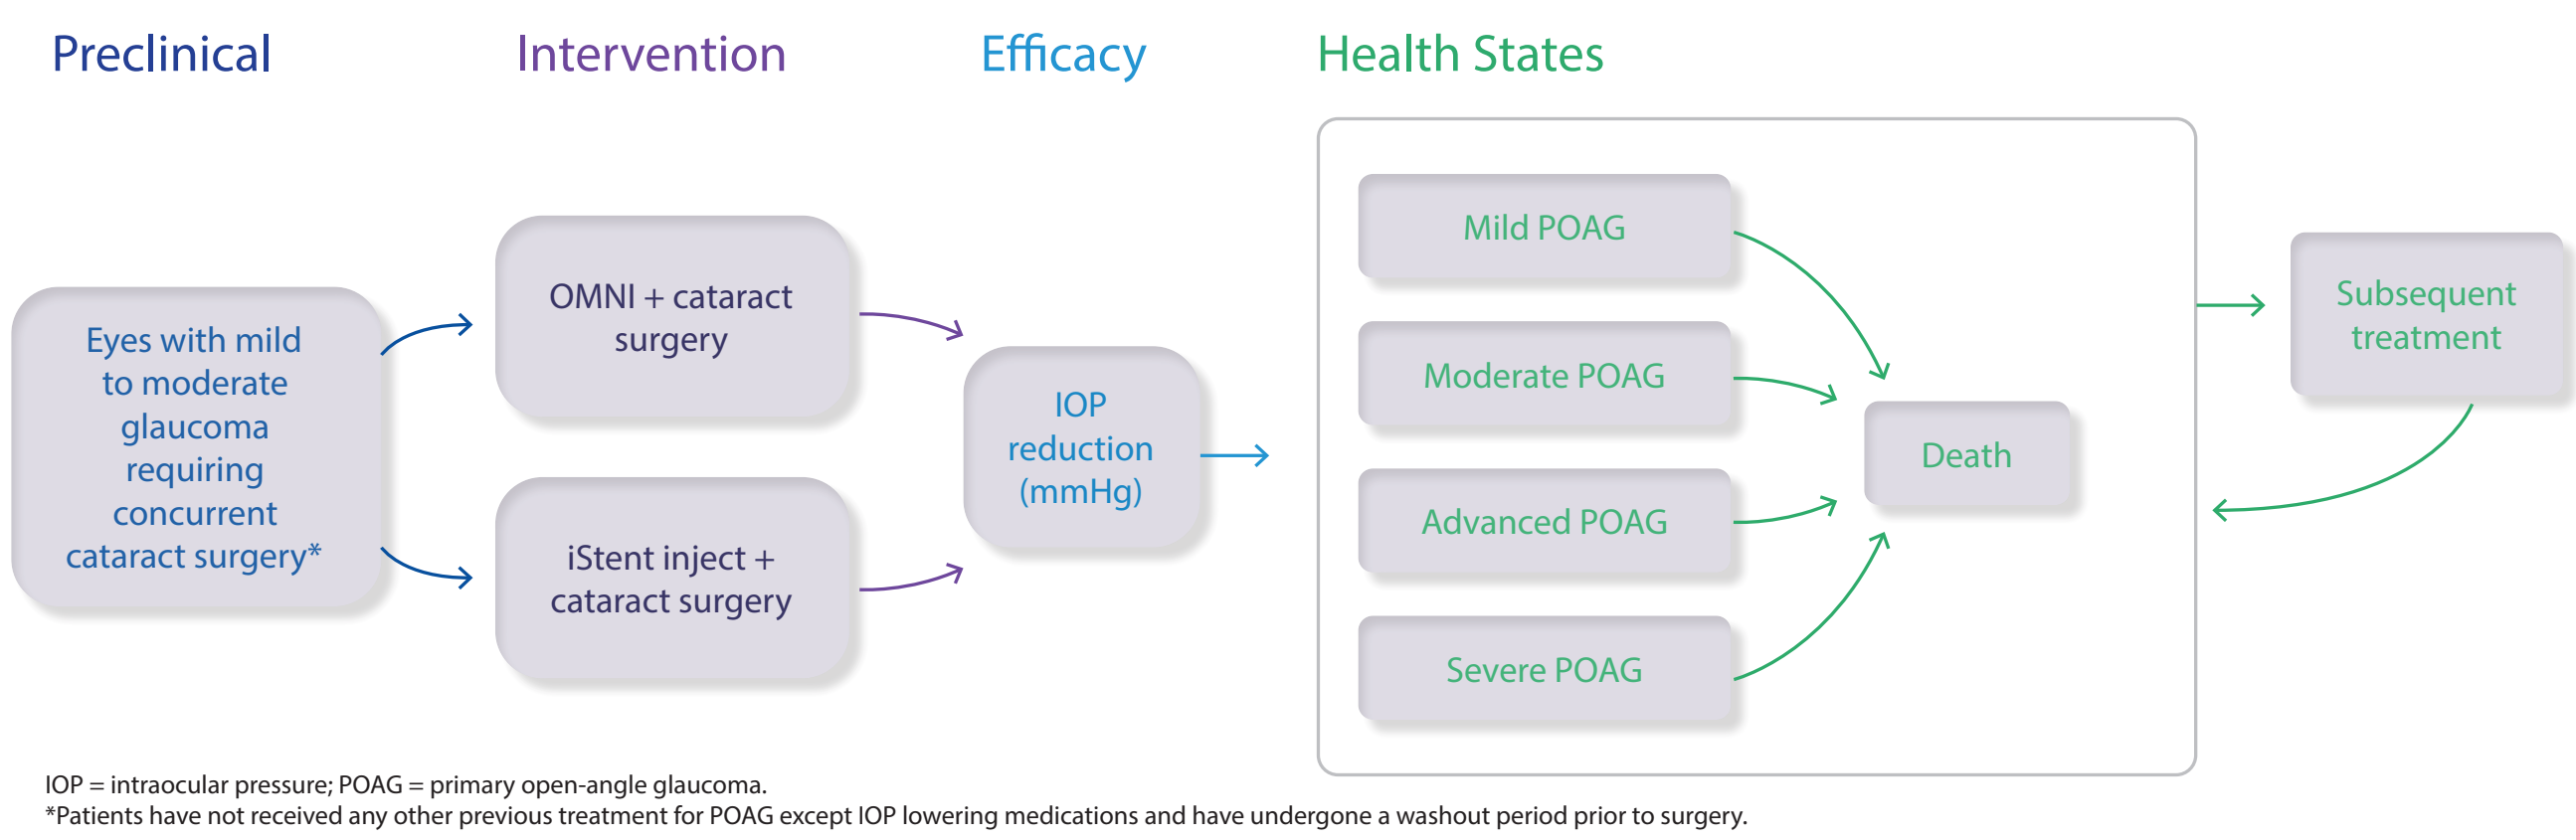 Preclinical
Intervention
Efficacy
Health States
Eyes with mild
to moderate
glaucoma
requiring
concurrent
cataract surgery*
OMNI + cataract
surgery
iStent inject +
cataract surgery
IOP
reduction
(mmHg)
Mild POAG
Moderate POAG
Advanced POAG
Severe POAG
Death
Subsequent
treatment
IOP = intraocular pressure; POAG = primary open-angle glaucoma.
*Patients have not received any other previous treatment for POAG except IOP lowering medications and have undergone a washout period prior to surgery.